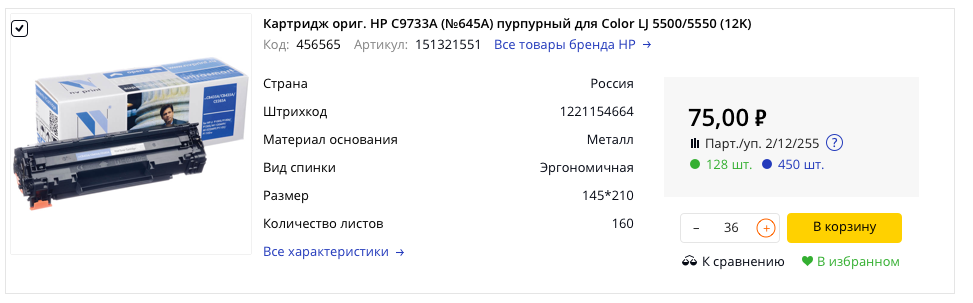 Картридж ориг. HP C9733A (№645A) пурпурный для Color LJ 5500/5550 (12K)
Код: 456565 Артикул: 151321551 Все товары бренда HP →
Страна Россия
Штрихкод 1221154664
Материал основания Металл
Вид спинки Эргономичная
Размер 145*210
Количество листов 160
Все характеристики →
75,00 ₽
Парт./уп. 2/12/255 ?
128 шт. 450 шт.
– 36 + В корзину
К сравнению В избранном
nv-print